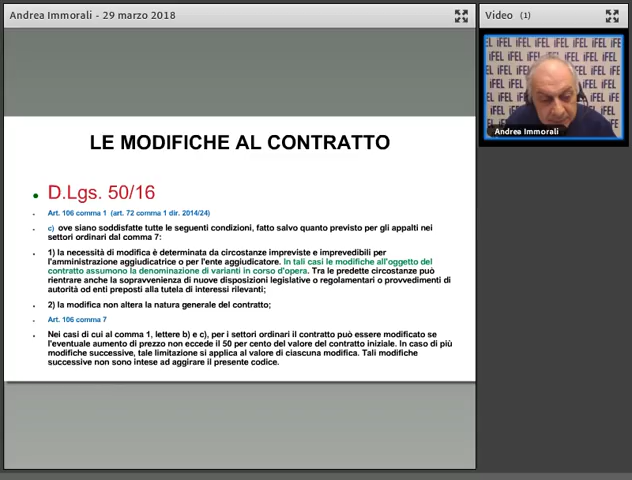 Andrea Immorali - 29 marzo 2018
Video (1)
LE MODIFICHE AL CONTRATTO
D.Lgs. 50/16
Art. 106 comma 1 (art. 72 comma 1 dir. 2014/24)
c) ove siano soddisfatte tutte le seguenti condizioni, fatto salvo quanto previsto per gli appalti nei
settori ordinari dal comma 7:
1) la necessità di modifica è determinata da circostanze impreviste e imprevedibili per
l'amministrazione aggiudicatrice o per l'ente aggiudicatore. In tali casi le modifiche all'oggetto del
contratto assumono la denominazione di varianti in corso d'opera. Tra le predette circostanze può
rientrare anche la sopravvenienza di nuove disposizioni legislative o regolamentari o provvedimenti di
autorità od enti preposti alla tutela di interessi rilevanti;
2) la modifica non altera la natura generale del contratto;
Art. 106 comma 7
Nei casi di cui al comma 1, lettere b) e c), per i settori ordinari il contratto può essere modificato se
l'eventuale aumento di prezzo non eccede il 50 per cento del valore del contratto iniziale. In caso di più
modifiche successive, tale limitazione si applica al valore di ciascuna modifica. Tali modifiche
successive non sono intese ad aggirare il presente codice.
iFEL iFEL iFEL iFEL
Andrea Immorali